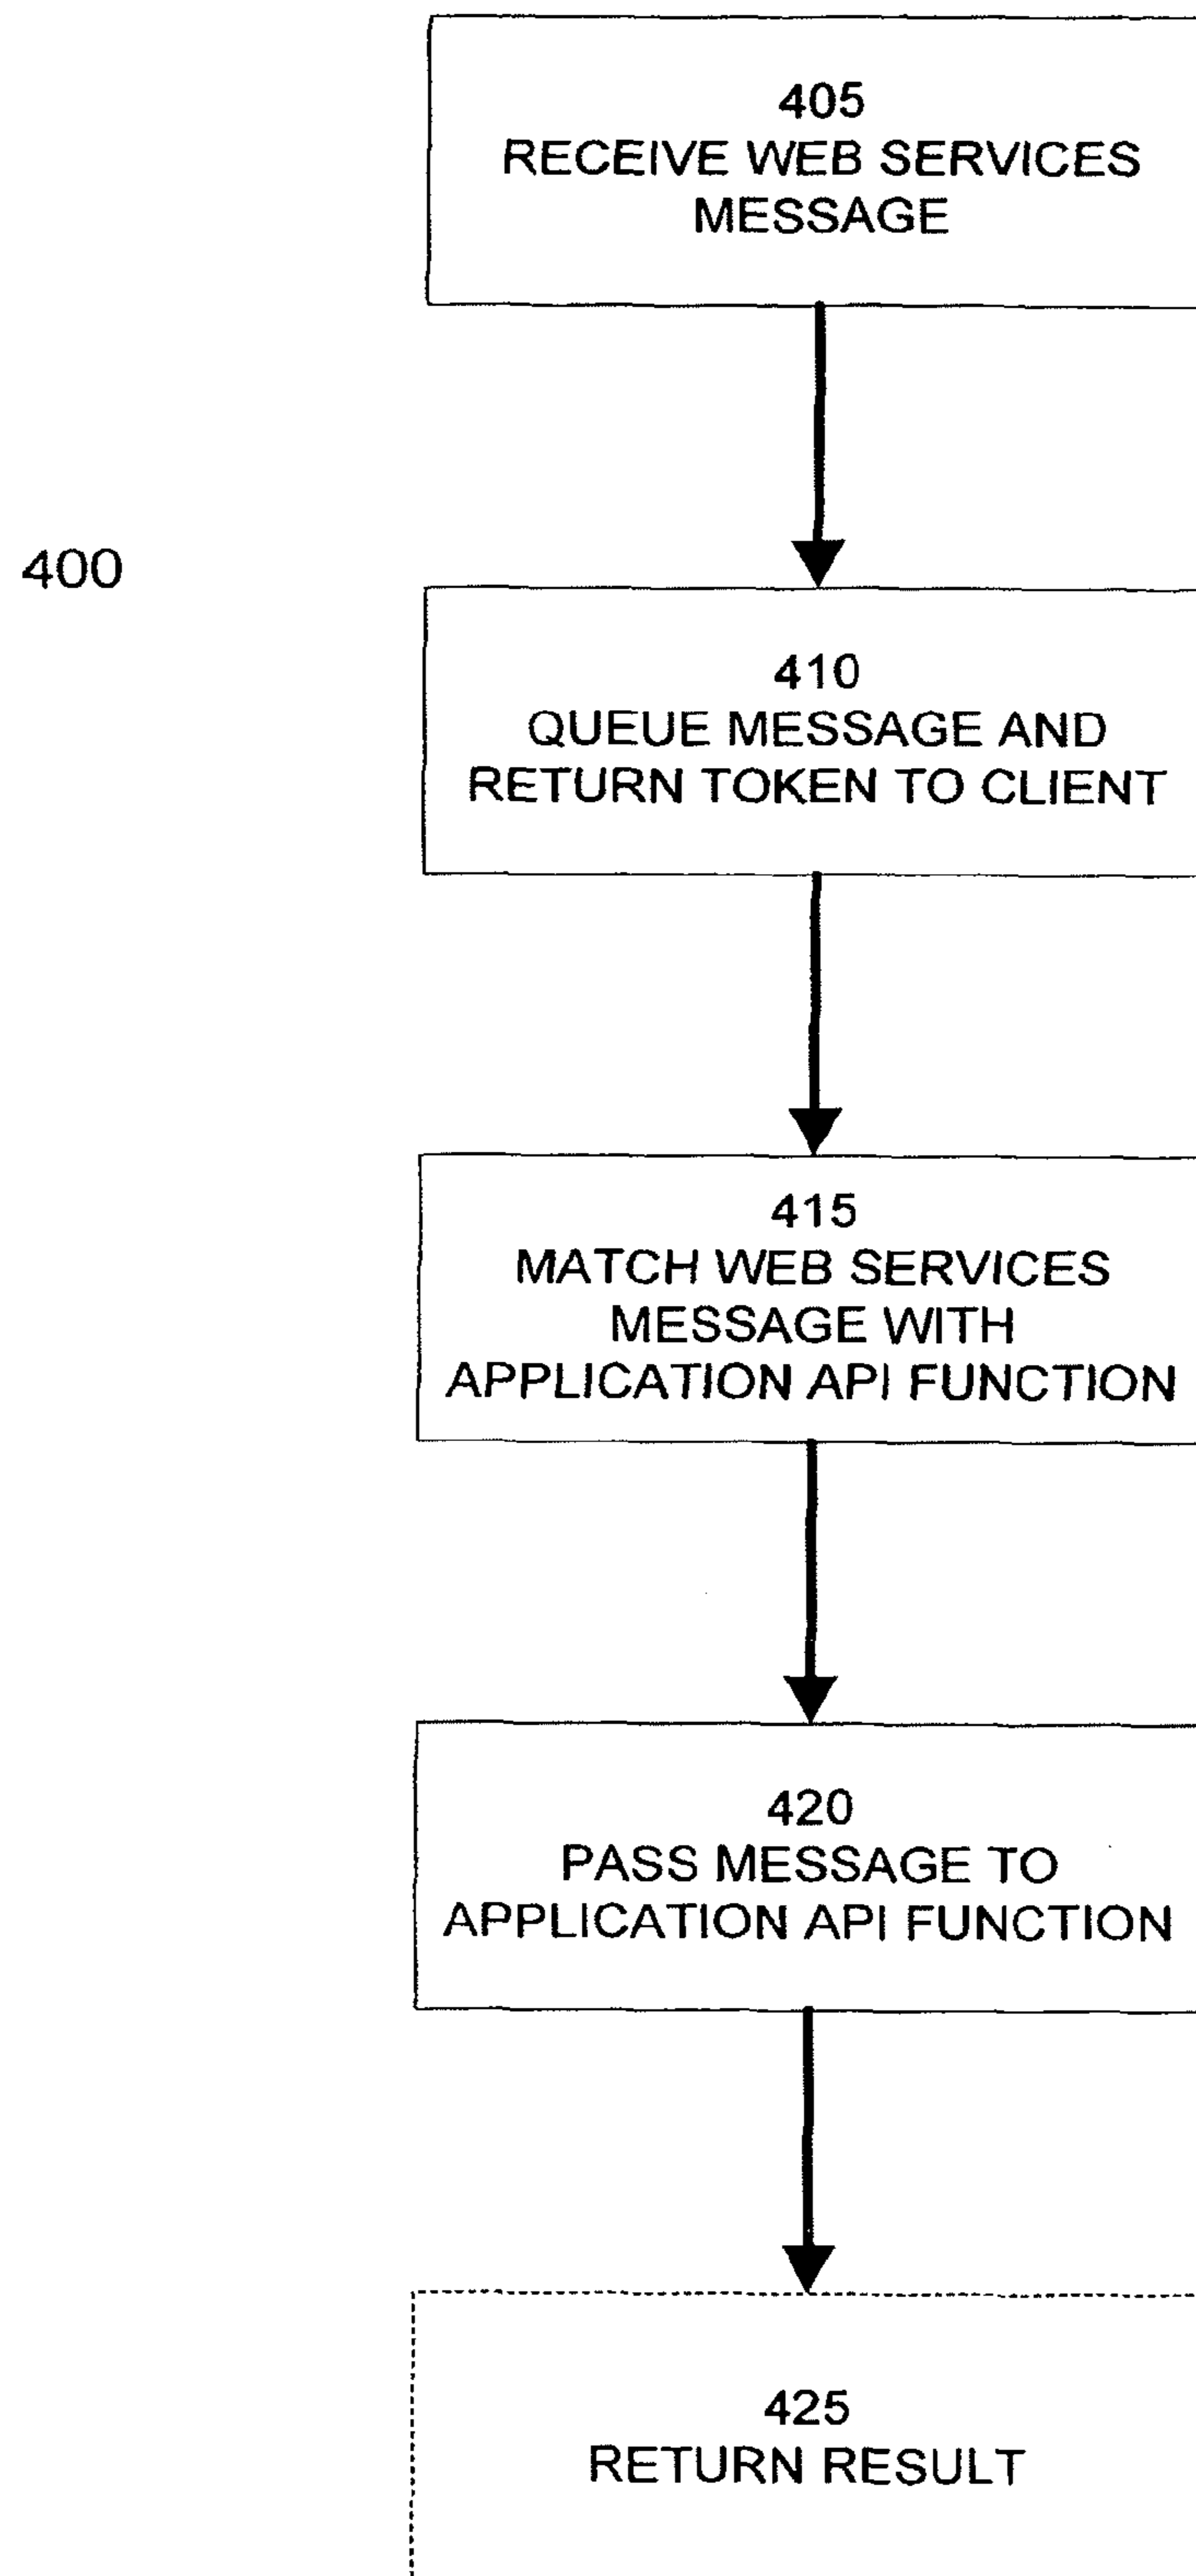 405
RECEIVE WEB SERVICES
MESSAGE
400
410
QUEUE MESSAGE AND
RETURN TOKEN TO CLIENT
415
MATCH WEB SERVICES
MESSAGE WITH
APPLICATION API FUNCTION
420
PASS MESSAGE TO
APPLICATION API FUNCTION
425
RETURN RESULT